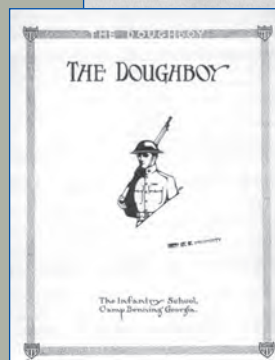 THE DOUGHBOY
THE DOUGHBOY
The Infantry School,
Camp Benning Georgia.